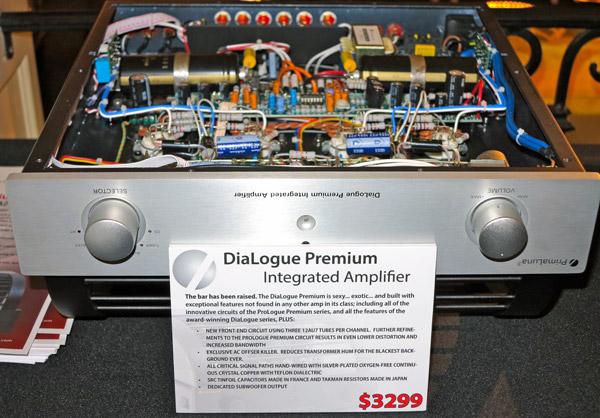 SELECTOR
DiaLogue Premium Integrated Amplifier
VOLUME
PrimaLuna
DiaLogue Premium
Integrated Amplifier
The bar has been raised. The DiaLogue Premium is sexy... exotic... and built with
exceptional features not found in any other amp in its class; including all of the
innovative circuits of the ProLogue Premium series, and all the features of the
award-winning DiaLogue series, PLUS:
• NEW FRONT-END CIRCUIT USING THREE 12AU7 TUBES PER CHANNEL. FURTHER REFINE-
MENTS TO THE PROLOGUE PREMIUM CIRCUIT RESULTS IN EVEN LOWER DISTORTION AND
INCREASED BANDWIDTH
• EXCLUSIVE AC OFFSER KILLER. REDUCES TRANSFORMER HUM FOR THE BLACKEST BACK-
GROUND EVER.
• ALL CRITICAL SIGNAL PATHS HAND-WIRED WITH SILVER-PLATED OXYGEN-FREE CONTINU-
OUS CRYSTAL COPPER WITH TEFLON DIALECTRIC
• SRC TINFOIL CAPACITORS MADE IN FRANCE AND TAKMAN RESISTORS MADE IN JAPAN
• DEDICATED SUBWOOFER OUTPUT
$3299